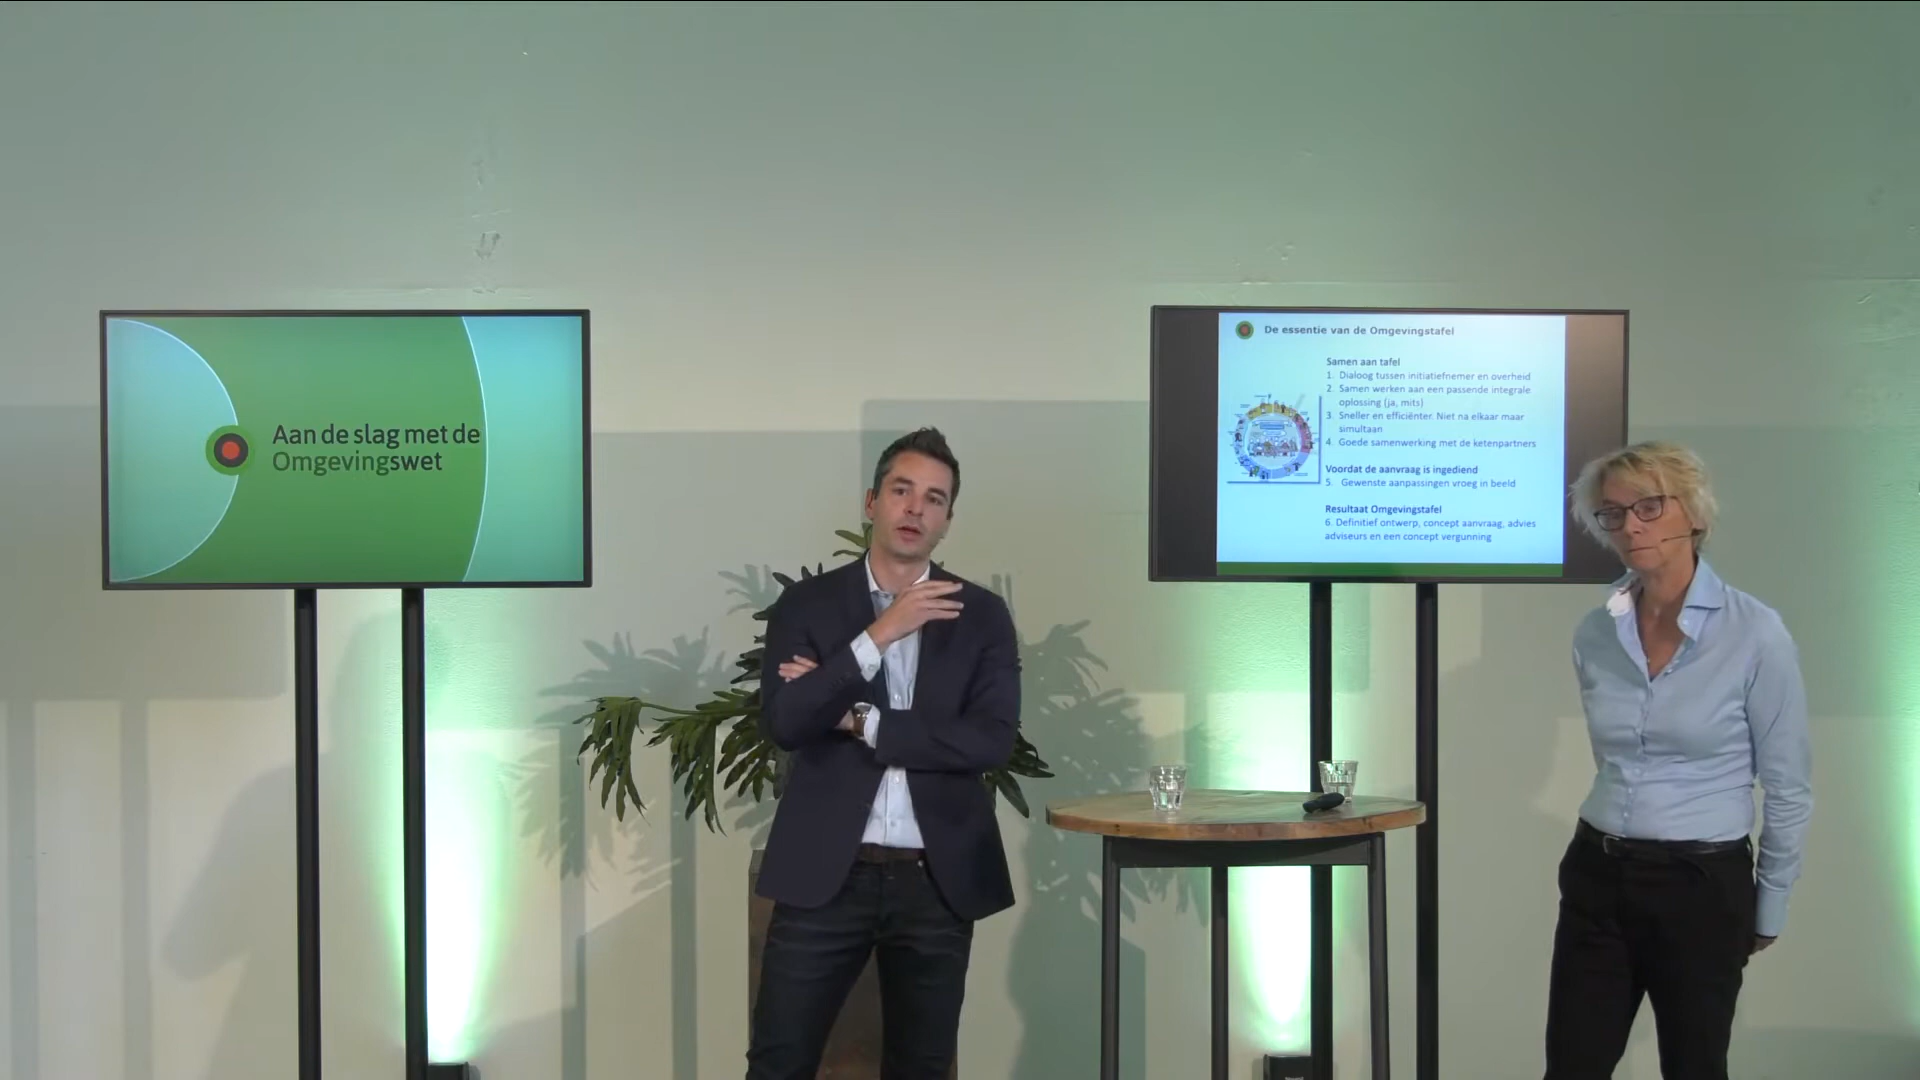 Aan de slag met de
Omgevingswet
De essentie van de Omgevingstafel
Samen aan tafel
1. Dialoog tussen initiatiefnemer en overheid
2. Samen werken aan een passende integrale
oplossing (ja, mits)
3. Sneller en efficiënter. Niet na elkaar maar
simultaan
4. Goede samenwerking met de ketenpartners
Voordat de aanvraag is ingediend
5. Gewenste aanpassingen vroeg in beeld
Resultaat Omgevingstafel
6. Definitief ontwerp, concept aanvraag, advies
adviseurs en een concept vergunning